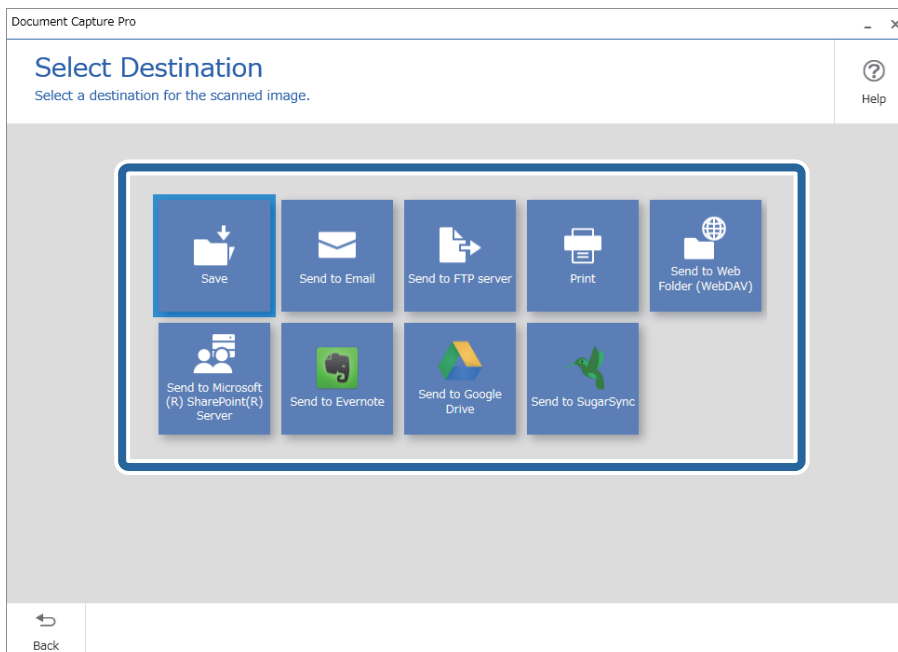 Document Capture Pro
Select Destination
Select a destination for the scanned image.
Help
Save
Send to Email
Send to FTP server
Print
Send to Web
Folder (WebDAV)
Send to Microsoft
(R) SharePoint(R)
Server
Send to Evernote
Send to Google
Drive
Send to SugarSync
Back